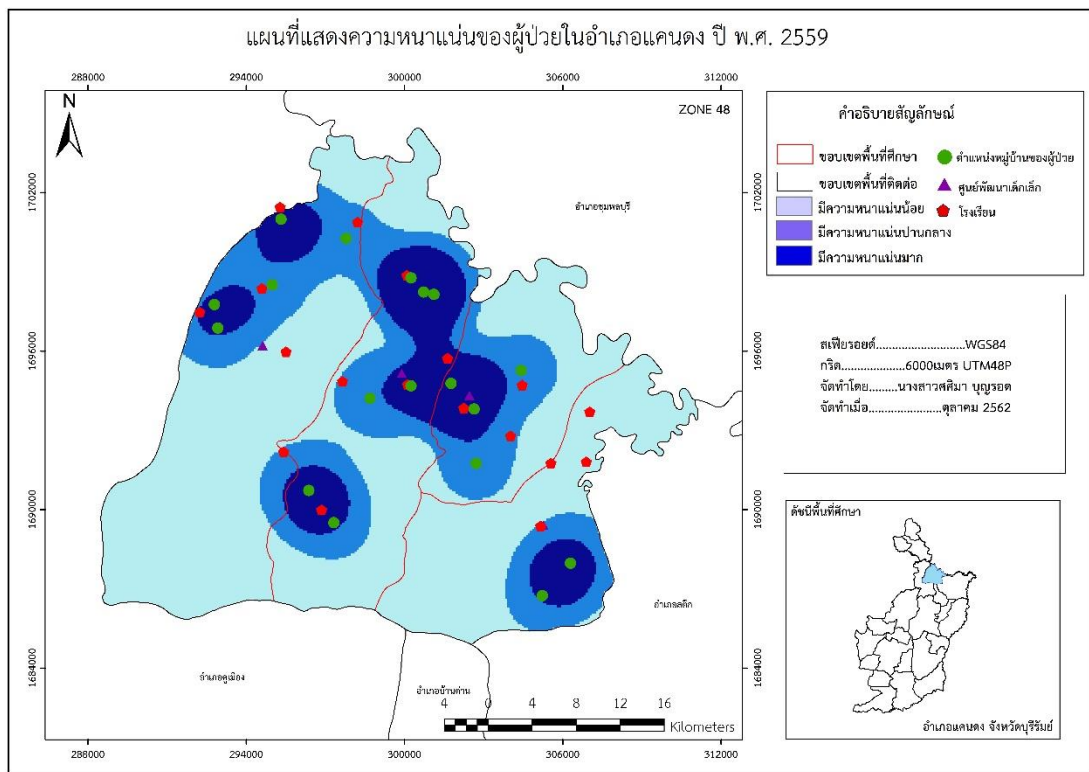 แผนที่แสดงความหนาแน่นของผู้ป่วยในอำเภอแคนดง ปี พ.ศ. 2559
288000 294000 300000 306000 312000
N
ZONE 48
1702000 1702000
1696000 1696000
1690000 1690000
1684000 1684000
อำเภอชุมพลบุรี
อำเภอสตึก
อำเภอคูเมือง
อำเภอบ้านด่าน
4 0 4 8 12 16
Kilometers
288000 294000 300000 306000 312000
คำอธิบายสัญลักษณ์
ขอบเขตพื้นที่ศึกษา
ขอบเขตพื้นที่ติดต่อ
มีความหนาแน่นน้อย
มีความหนาแน่นปานกลาง
มีความหนาแน่นมาก
ตำแหน่งหมู่บ้านของผู้ป่วย
ศูนย์พัฒนาเด็กเล็ก
โรงเรียน
สเฟียรอยด์..........................WGS84
กริด....................6000เมตร UTM48P
จัดทำโดย.........นางสาวศศิมา บุญรอด
จัดทำเมื่อ.......................ตุลาคม 2562
ดัชนีพื้นที่ศึกษา
อำเภอแคนดง จังหวัดบุรีรัมย์